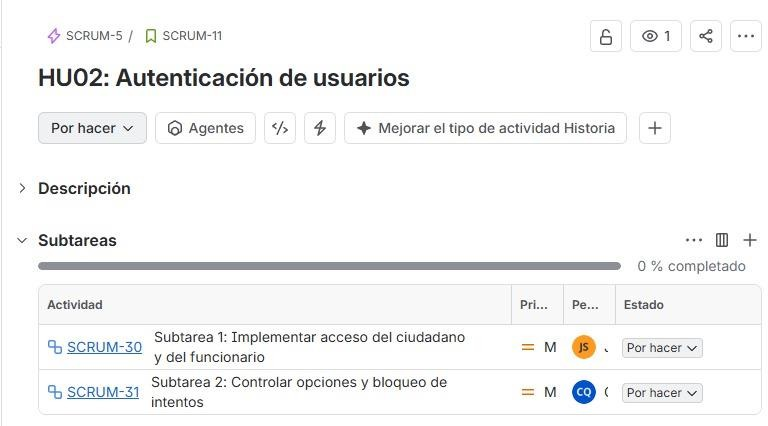 SCRUM-5 / SCRUM-11
1
HU02: Autenticación de usuarios
Por hacer
Agentes
</>
Mejorar el tipo de actividad Historia
Descripción
Subtareas
0 % completado
Actividad Pri... Pe... Estado
SCRUM-30 Subtarea 1: Implementar acceso del ciudadano
y del funcionario
M JS Por hacer
SCRUM-31 Subtarea 2: Controlar opciones y bloqueo de
intentos
M CQ Por hacer